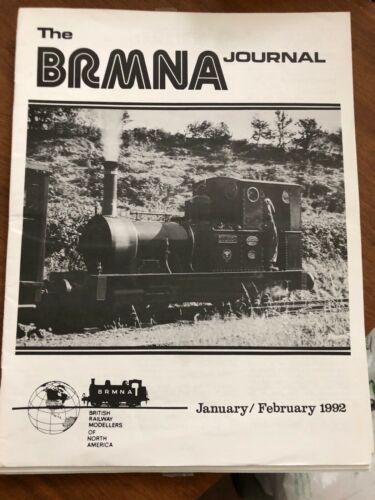 The
BRMNA JOURNAL
BRMNA
BRITISH
RAILWAY
MODELLERS
OF
NORTH
AMERICA
January/February 1992